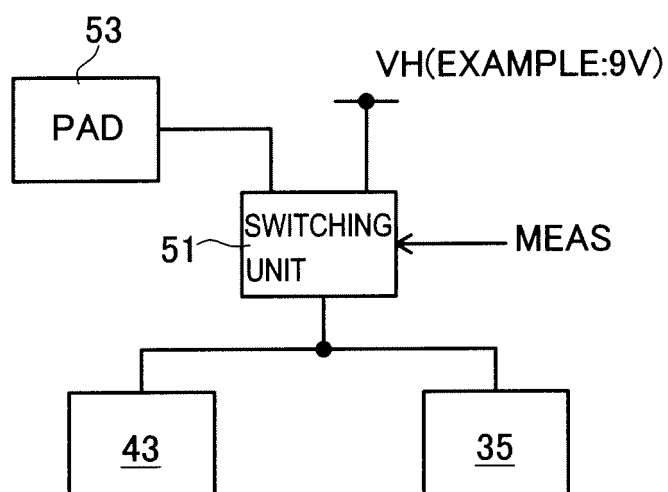 53
PAD
VH(EXAMPLE:9V)
SWITCHING
UNIT
51
MEAS
43
35